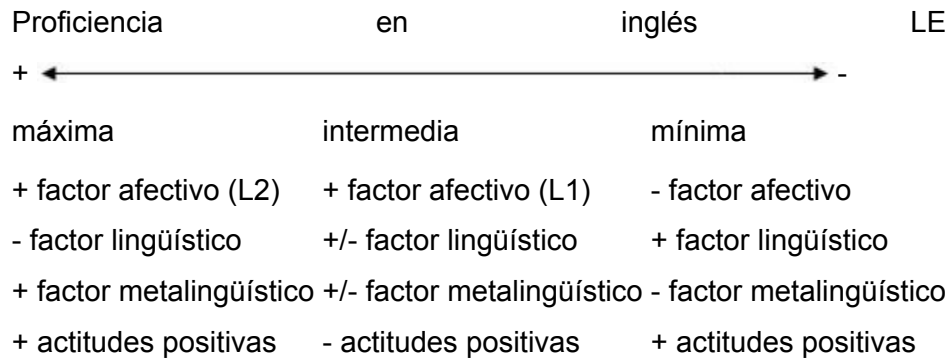 Proficiencia en inglés LE
+ -
máxima intermedia mínima
+ factor afectivo (L2) + factor afectivo (L1) - factor afectivo
- factor lingüístico +/- factor lingüístico + factor lingüístico
+ factor metalingüístico +/- factor metalingüístico - factor metalingüístico
+ actitudes positivas - actitudes positivas + actitudes positivas